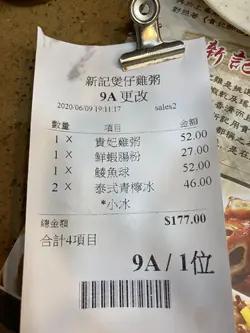 新記煲仔雞粥
9A 更改
2020/06/09 19:11:17 sales2
數量 項目 金額
1 X 貴妃雞粥 52.00
1 X 鮮蝦腸粉 27.00
1 X 鯪魚球 52.00
2 X 泰式青檸冰 46.00
*小冰
總金額 $177.00
合計4項目
9A / 1位
新記